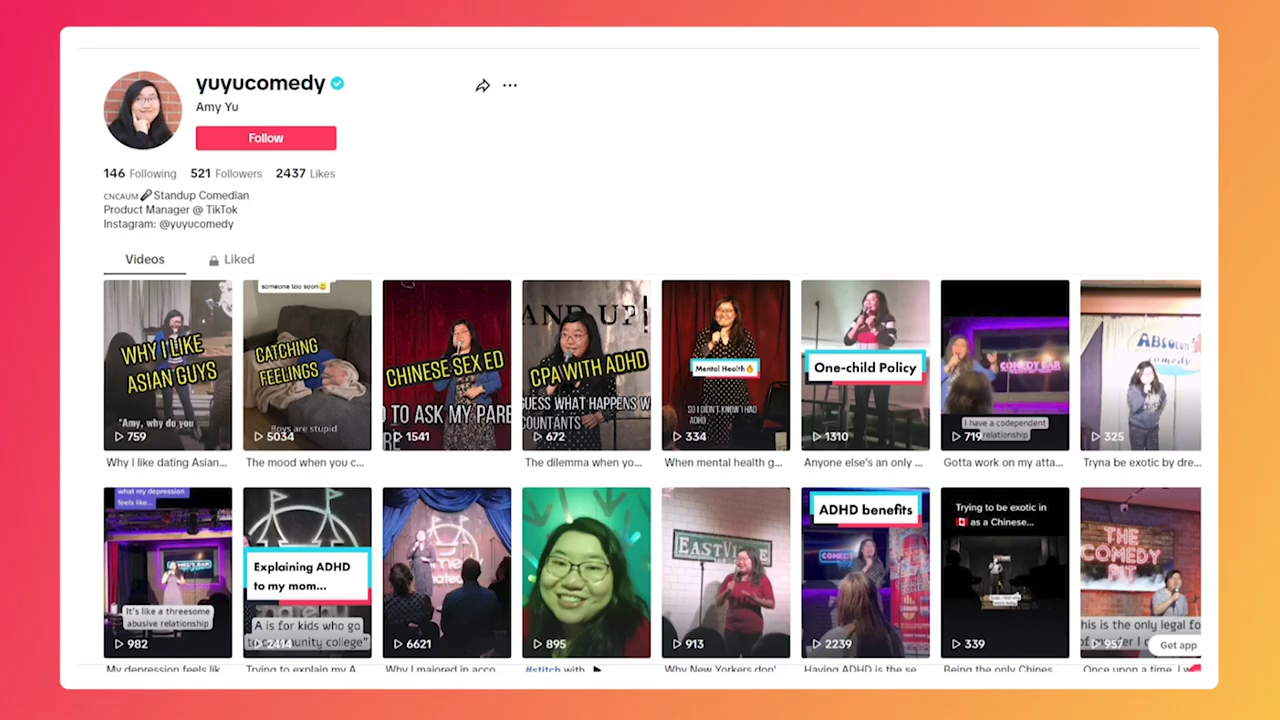 yuyucomedy
Amy Yu
Follow
146 Following 521 Followers 2437 Likes
CNCAUM🎤Standup Comedian
Product Manager @ TikTok
Instagram: @yuyucomedy
Videos
Liked
WHY I LIKE
ASIAN GUYS
"Amy, why do you
759
Why I like dating Asian...
someone too soon😩
CATCHING
FEELINGS
Boys are stupid
5034
The mood when you c...
CHINESE SEX ED
TO ASK MY PARE
RE
1541
AND UP!
CPA WITH ADHD
UESS WHAT HAPPENS W
COUNTANTS
672
The dilemma when yo...
Mental Health🔥
SO I DIDN'T KNOW I HAD
ADHD
334
When mental health g...
One-child Policy
1310
Anyone else's an only ...
COMEDY BAR
I have a codependent
relationship
719
Gotta work on my atta...
ABSOLUTE
comedy
325
Tryna be exotic by dre...
what my depression
feels like...
It's like a threesome
abusive relationship
982
My depression feels lik
Explaining ADHD
to my mom...
"A is for kids who go
to community college"
2414
Trying to explain my A
6621
Why I majored in acco
895
#stitch with
EASTVILLE
913
Why New Yorkers don'
ADHD benefits
COMEDY
2239
Having ADHD is the se
Trying to be exotic in
🇨🇦 as a Chinese...
339
Being the only Chines
THE
COMEDY
PIT
his is the only legal fo
957
Once upon a time, I w
Get app